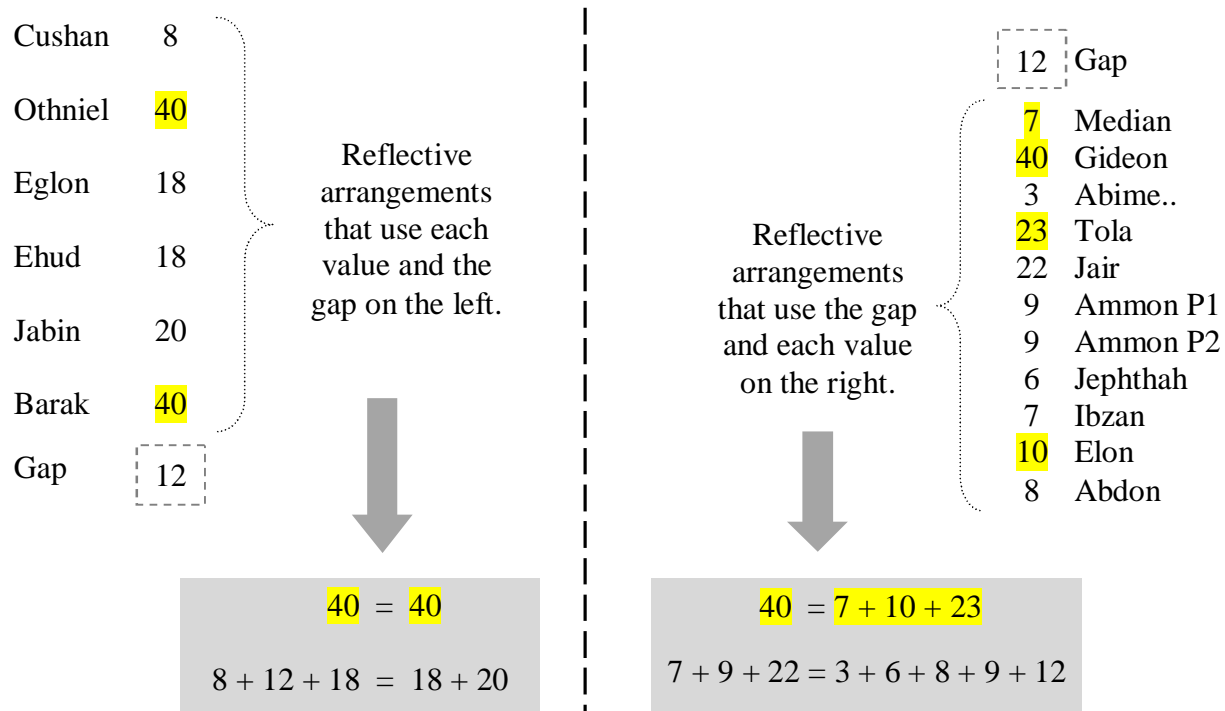 Cushan 8
Othniel 40
Eglon 18
Ehud 18
Jabin 20
Barak 40
Gap 12
Reflective
arrangements
that use each
value and the
gap on the left.
40 = 40
8 + 12 + 18 = 18 + 20
12 Gap
7 Median
40 Gideon
3 Abime..
23 Tola
22 Jair
9 Ammon P1
9 Ammon P2
6 Jephthah
7 Ibzan
10 Elon
8 Abdon
Reflective
arrangements
that use the gap
and each value
on the right.
40 = 7 + 10 + 23
7 + 9 + 22 = 3 + 6 + 8 + 9 + 12